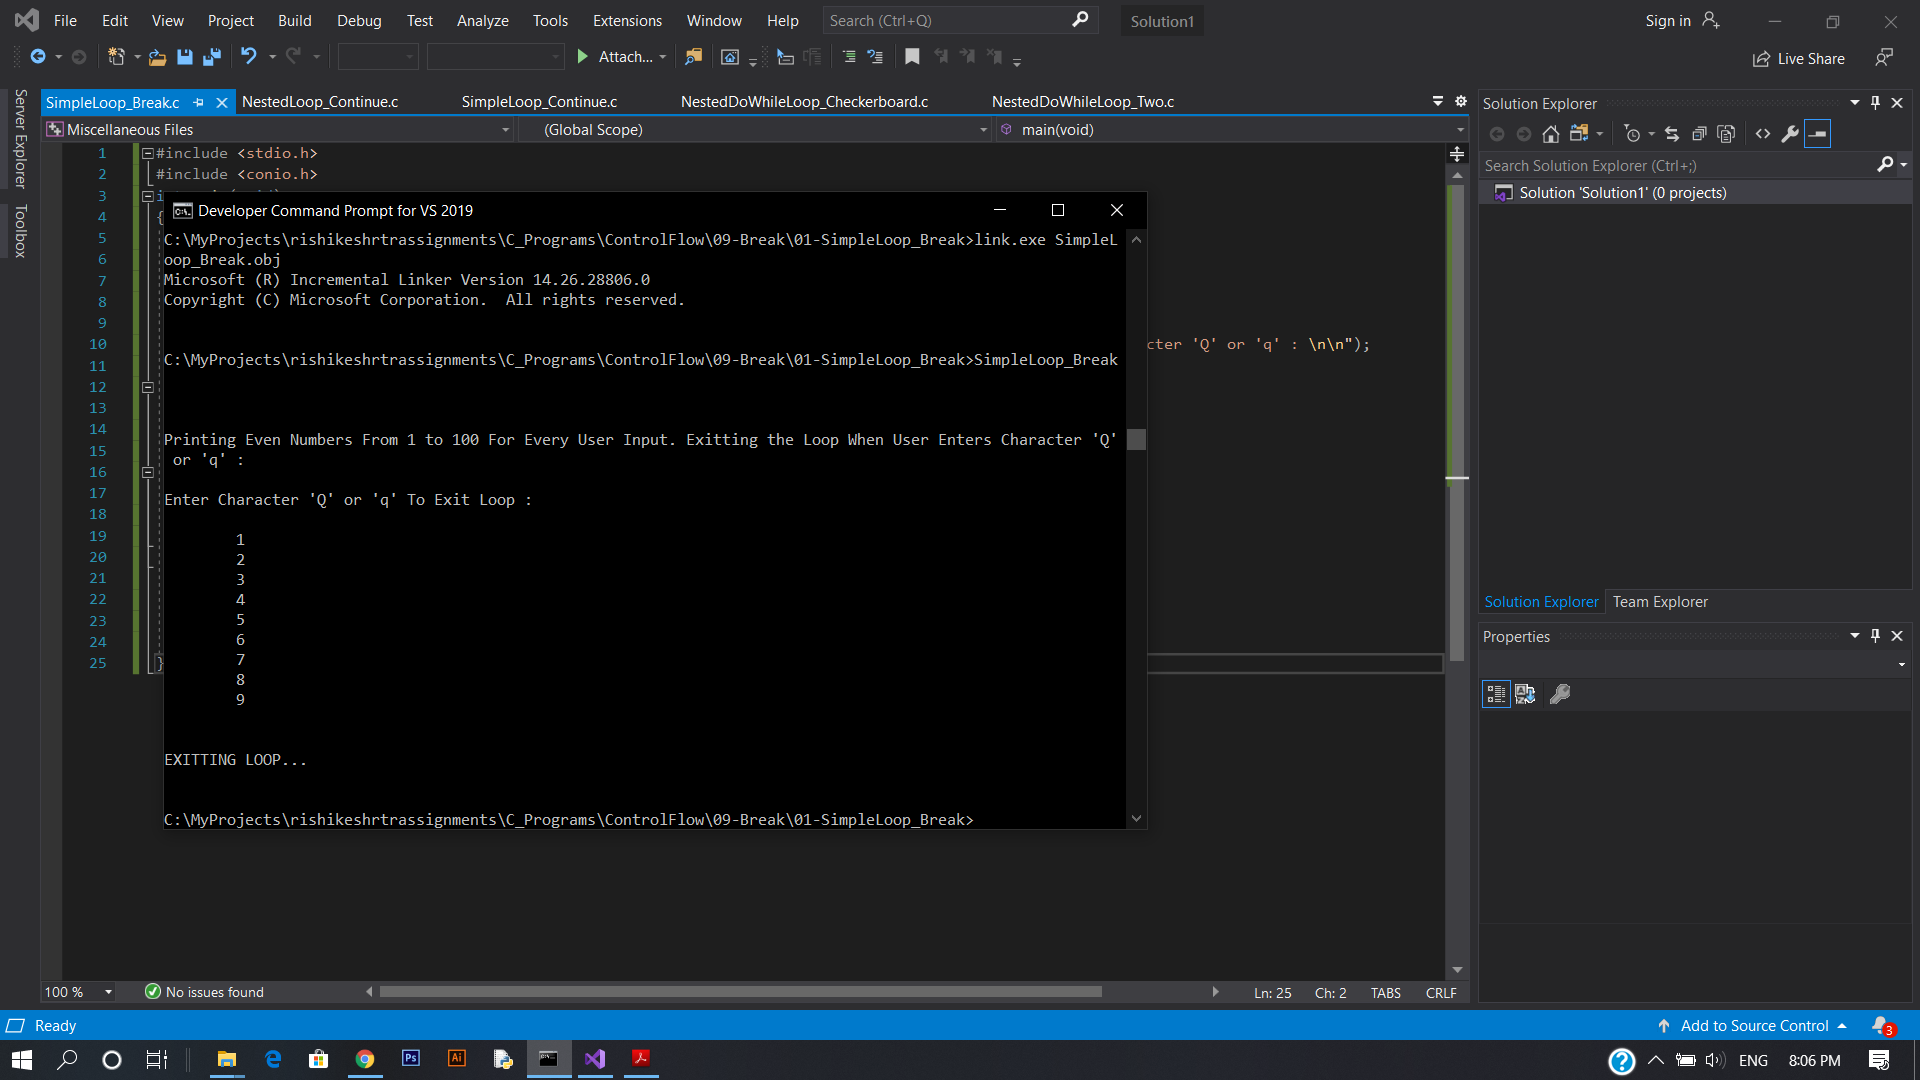 File Edit View Project Build Debug Test Analyze Tools Extensions Window Help Search (Ctrl+Q) Solution1 Sign in
Attach... Live Share
Server Explorer
Toolbox
SimpleLoop_Break.c NestedLoop_Continue.c SimpleLoop_Continue.c NestedDoWhileLoop_Checkerboard.c NestedDoWhileLoop_Two.c
Miscellaneous Files (Global Scope) main(void)
1 #include <stdio.h>
2 #include <conio.h>
3
4 {
5
6
7
8
9
10 cter 'Q' or 'q' : \n\n");
11
12
13
14
15
16
17
18
19
20
21
22
23
24
25 }
Developer Command Prompt for VS 2019
C:\MyProjects\rishikeshrtrassignments\C_Programs\ControlFlow\09-Break\01-SimpleLoop_Break>link.exe SimpleL
oop_Break.obj
Microsoft (R) Incremental Linker Version 14.26.28806.0
Copyright (C) Microsoft Corporation.  All rights reserved.
C:\MyProjects\rishikeshrtrassignments\C_Programs\ControlFlow\09-Break\01-SimpleLoop_Break>SimpleLoop_Break
Printing Even Numbers From 1 to 100 For Every User Input. Exitting the Loop When User Enters Character 'Q'
or 'q' :
Enter Character 'Q' or 'q' To Exit Loop :
1
2
3
4
5
6
7
8
9
EXITTING LOOP...
C:\MyProjects\rishikeshrtrassignments\C_Programs\ControlFlow\09-Break\01-SimpleLoop_Break>
Solution Explorer
Search Solution Explorer (Ctrl+;)
Solution 'Solution1' (0 projects)
Solution Explorer Team Explorer
Properties
100 % No issues found Ln: 25 Ch: 2 TABS CRLF
Ready Add to Source Control 3
Ps Ai ENG 8:06 PM